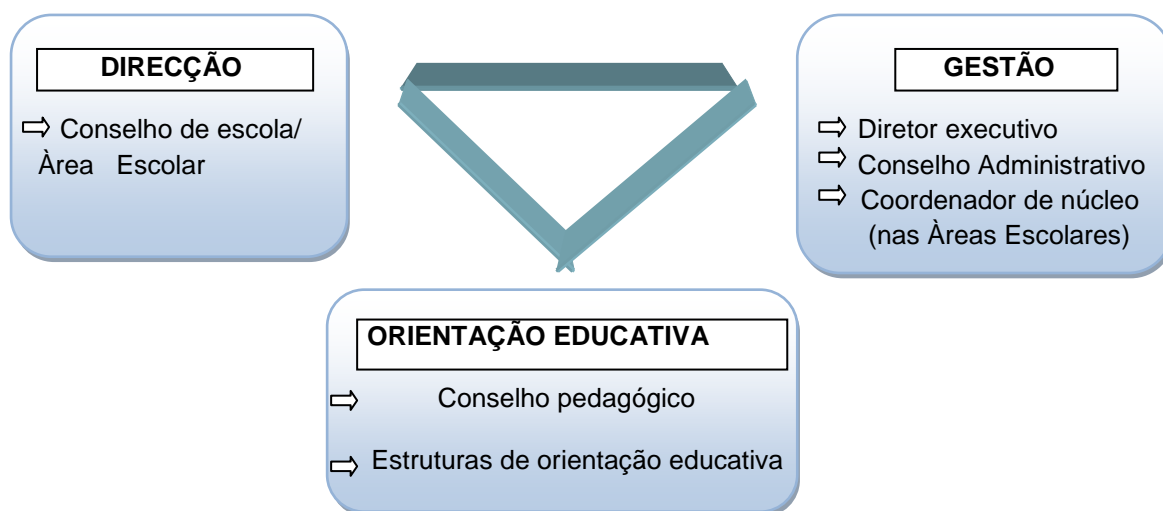 DIRECÇÃO
Conselho de escola/
Àrea Escolar
GESTÃO
Diretor executivo
Conselho Administrativo
Coordenador de núcleo
(nas Àreas Escolares)
ORIENTAÇÃO EDUCATIVA
Conselho pedagógico
Estruturas de orientação educativa